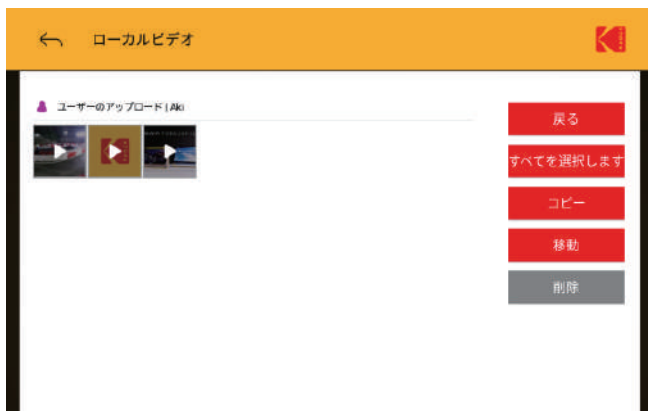 ローカルビデオ
ユーザーのアップロード | Aki
戻る
すべてを選択します
コピー
移動
削除